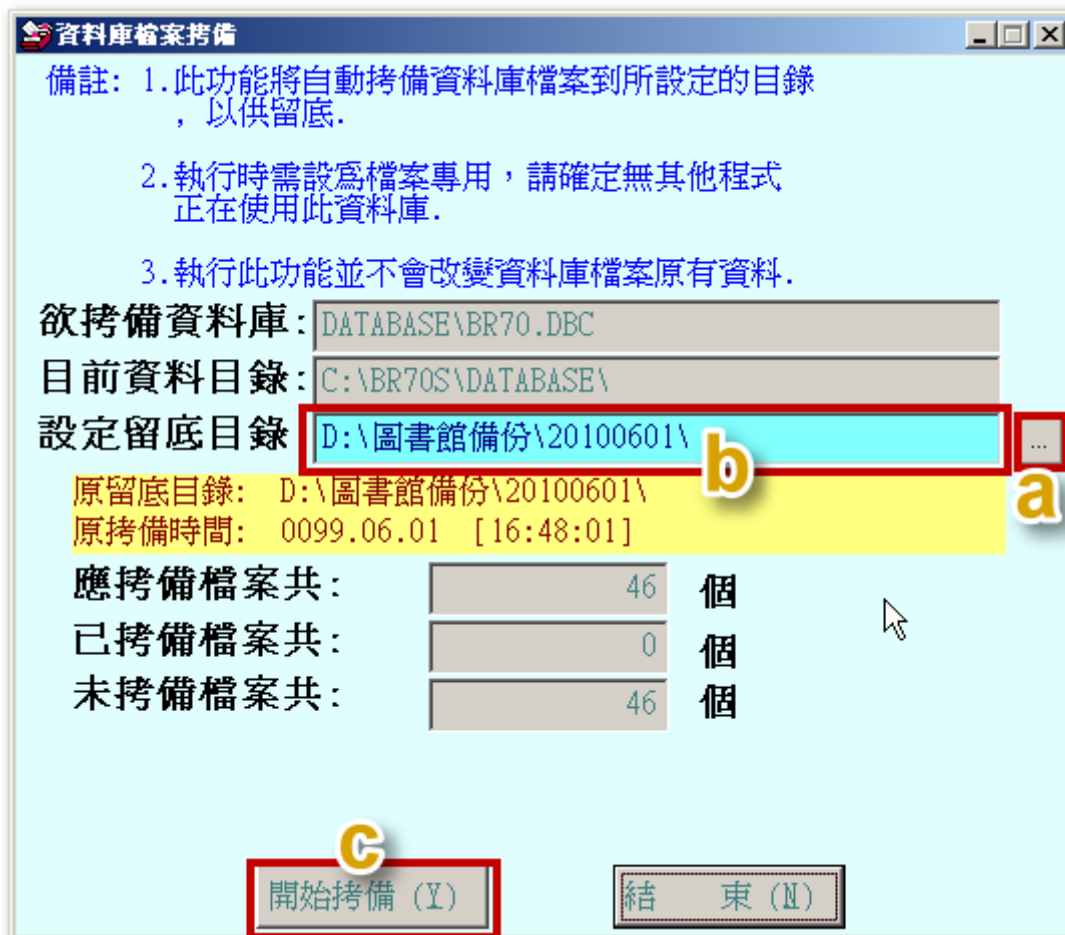 資料庫檔案拷備
備註: 1.此功能將自動拷備資料庫檔案到所設定的目錄
, 以供留底.
2.執行時需設為檔案專用，請確定無其他程式
正在使用此資料庫.
3.執行此功能並不會改變資料庫檔案原有資料.
欲拷備資料庫: DATABASE\BR70.DBC
目前資料目錄: C:\BR70S\DATABASE\
設定留底目錄 D:\圖書館備份\20100601\ ...
b
a
原留底目錄: D:\圖書館備份\20100601\
原拷備時間: 0099.06.01 [16:48:01]
應拷備檔案共: 46 個
已拷備檔案共: 0 個
未拷備檔案共: 46 個
c
開始拷備 (Y) 結 束 (N)